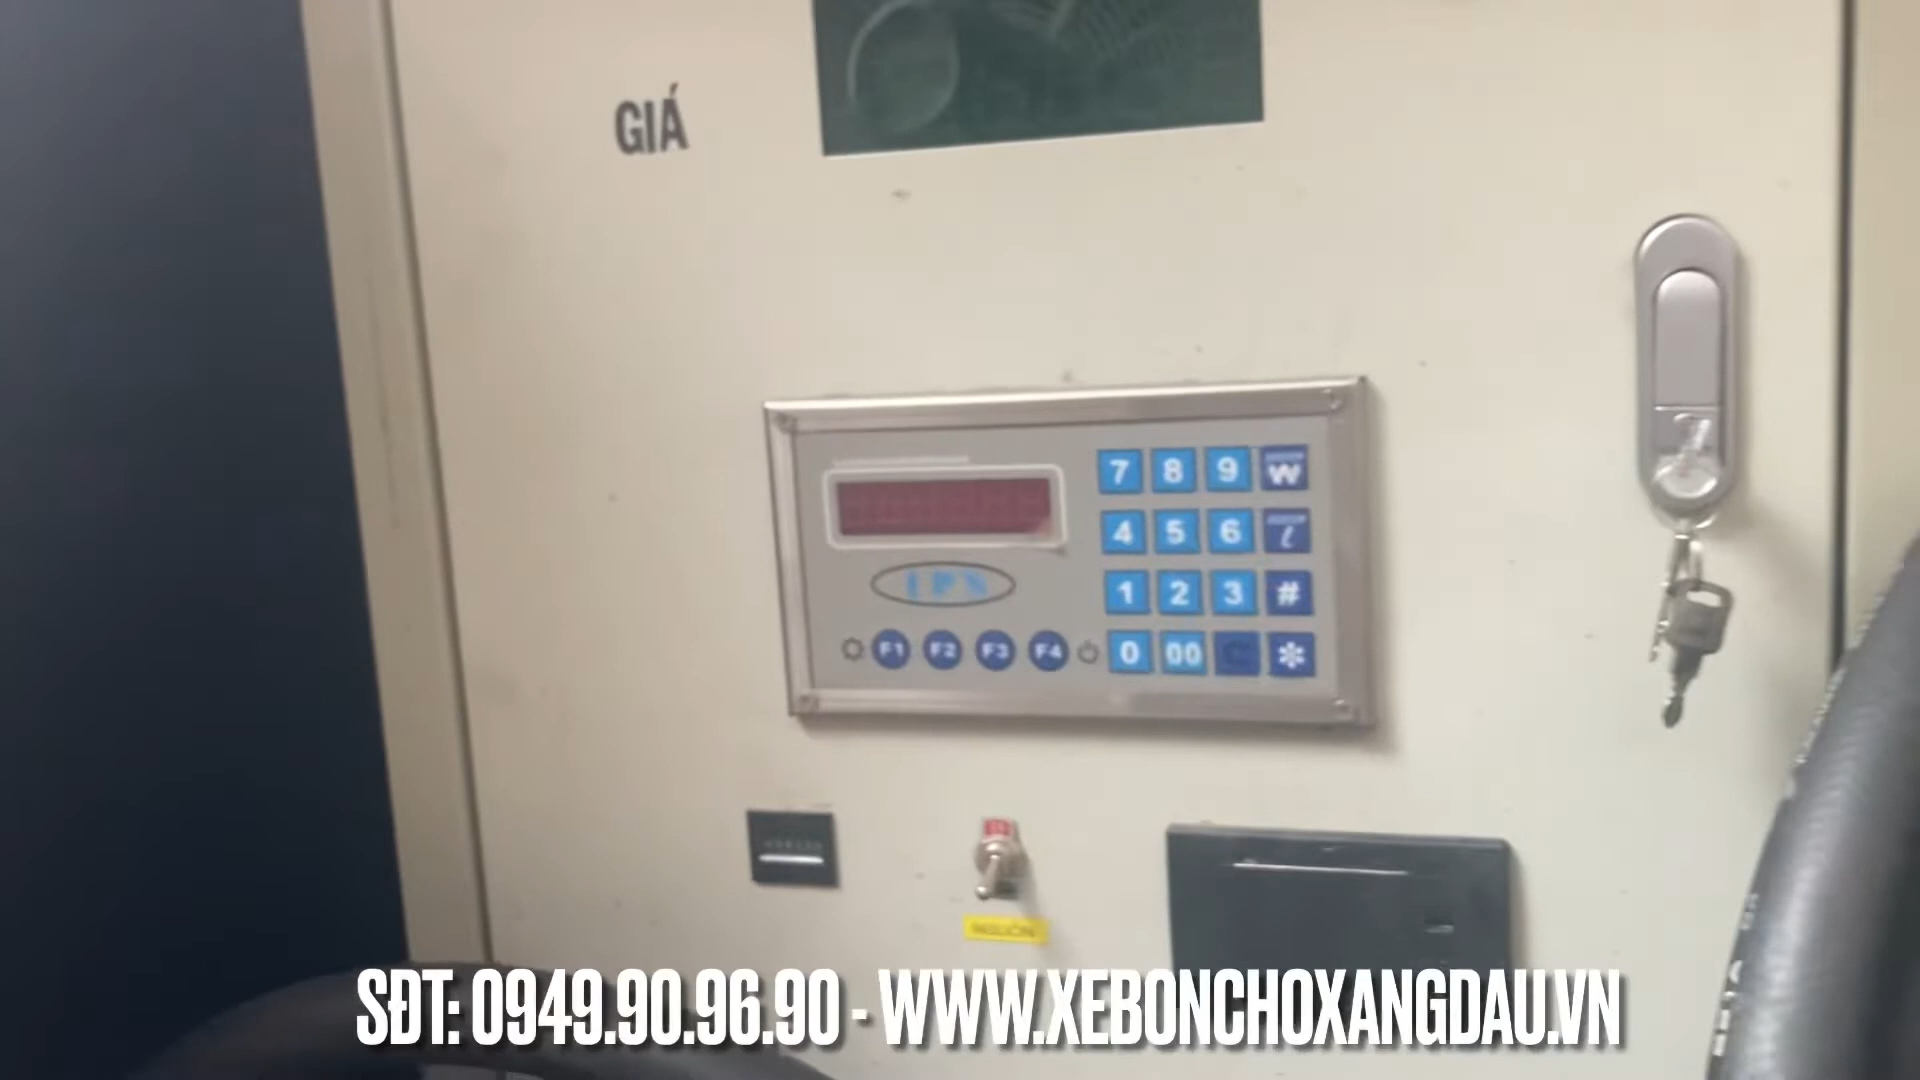 GIÁ
7 8 9 W
4 5 6 l
1 2 3 #
F1 F2 F3 F4 0 00 *
NGUỒN
SĐT: 0949.90.96.90 - WWW.XEBONCHOXANGDAU.VN